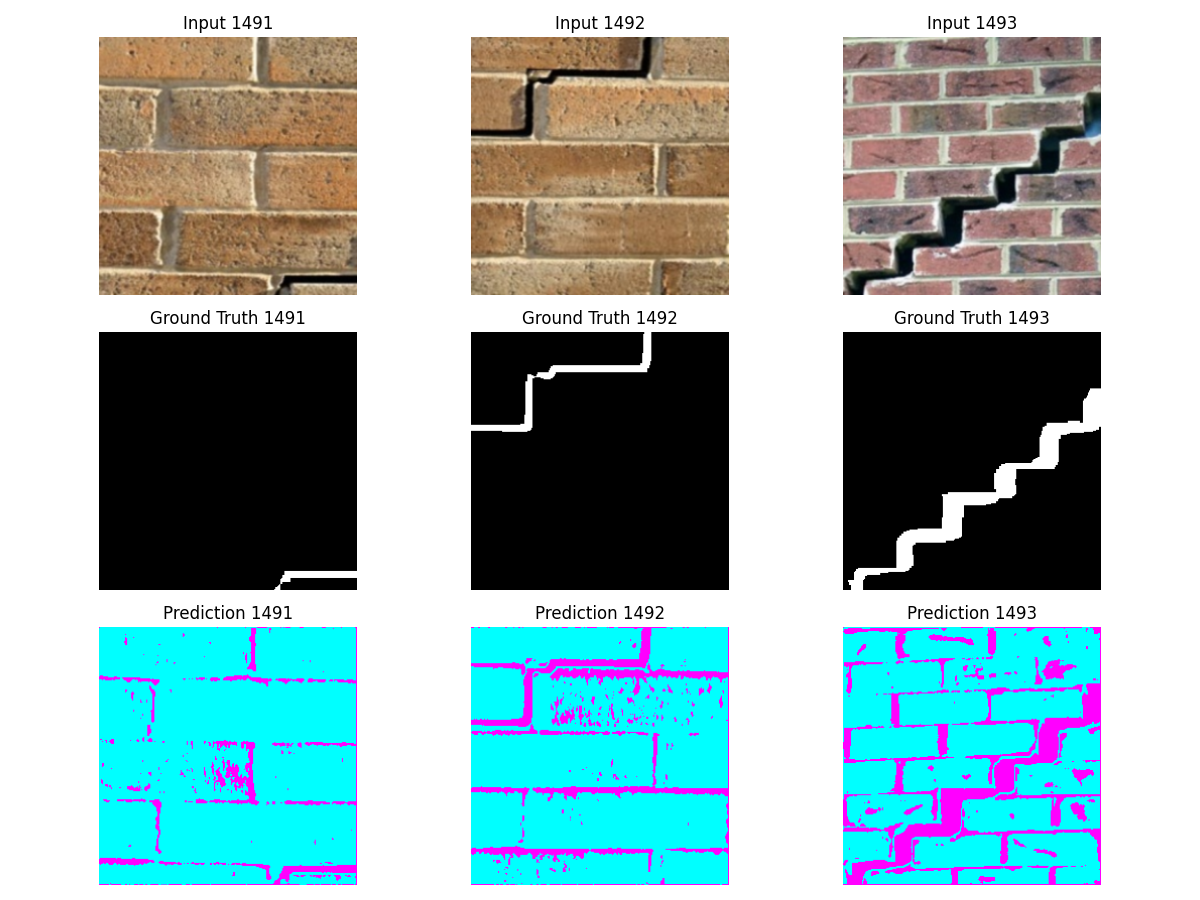 Input 1491
Input 1492
Input 1493
Ground Truth 1491
Ground Truth 1492
Ground Truth 1493
Prediction 1491
Prediction 1492
Prediction 1493